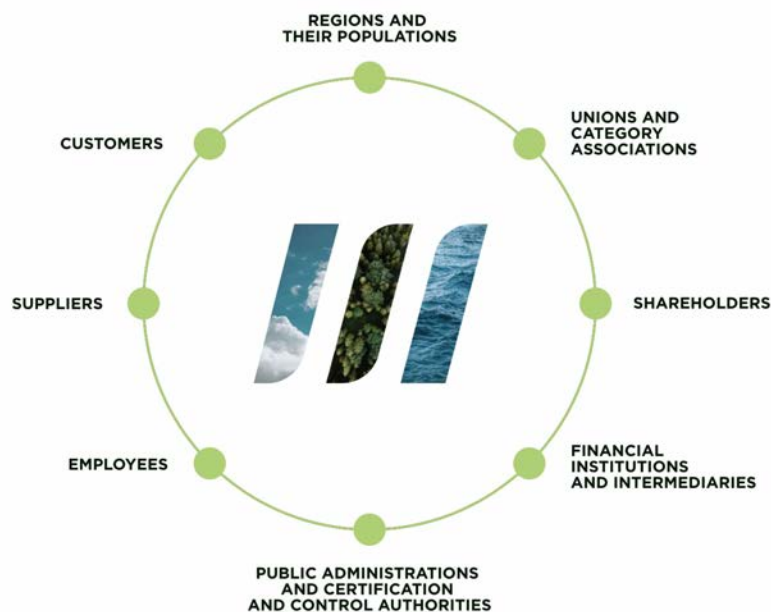 REGIONS AND
THEIR POPULATIONS
UNIONS AND
CATEGORY
ASSOCIATIONS
CUSTOMERS
SUPPLIERS
SHAREHOLDERS
EMPLOYEES
FINANCIAL
INSTITUTIONS
AND INTERMEDIARIES
PUBLIC ADMINISTRATIONS
AND CERTIFICATION
AND CONTROL AUTHORITIES